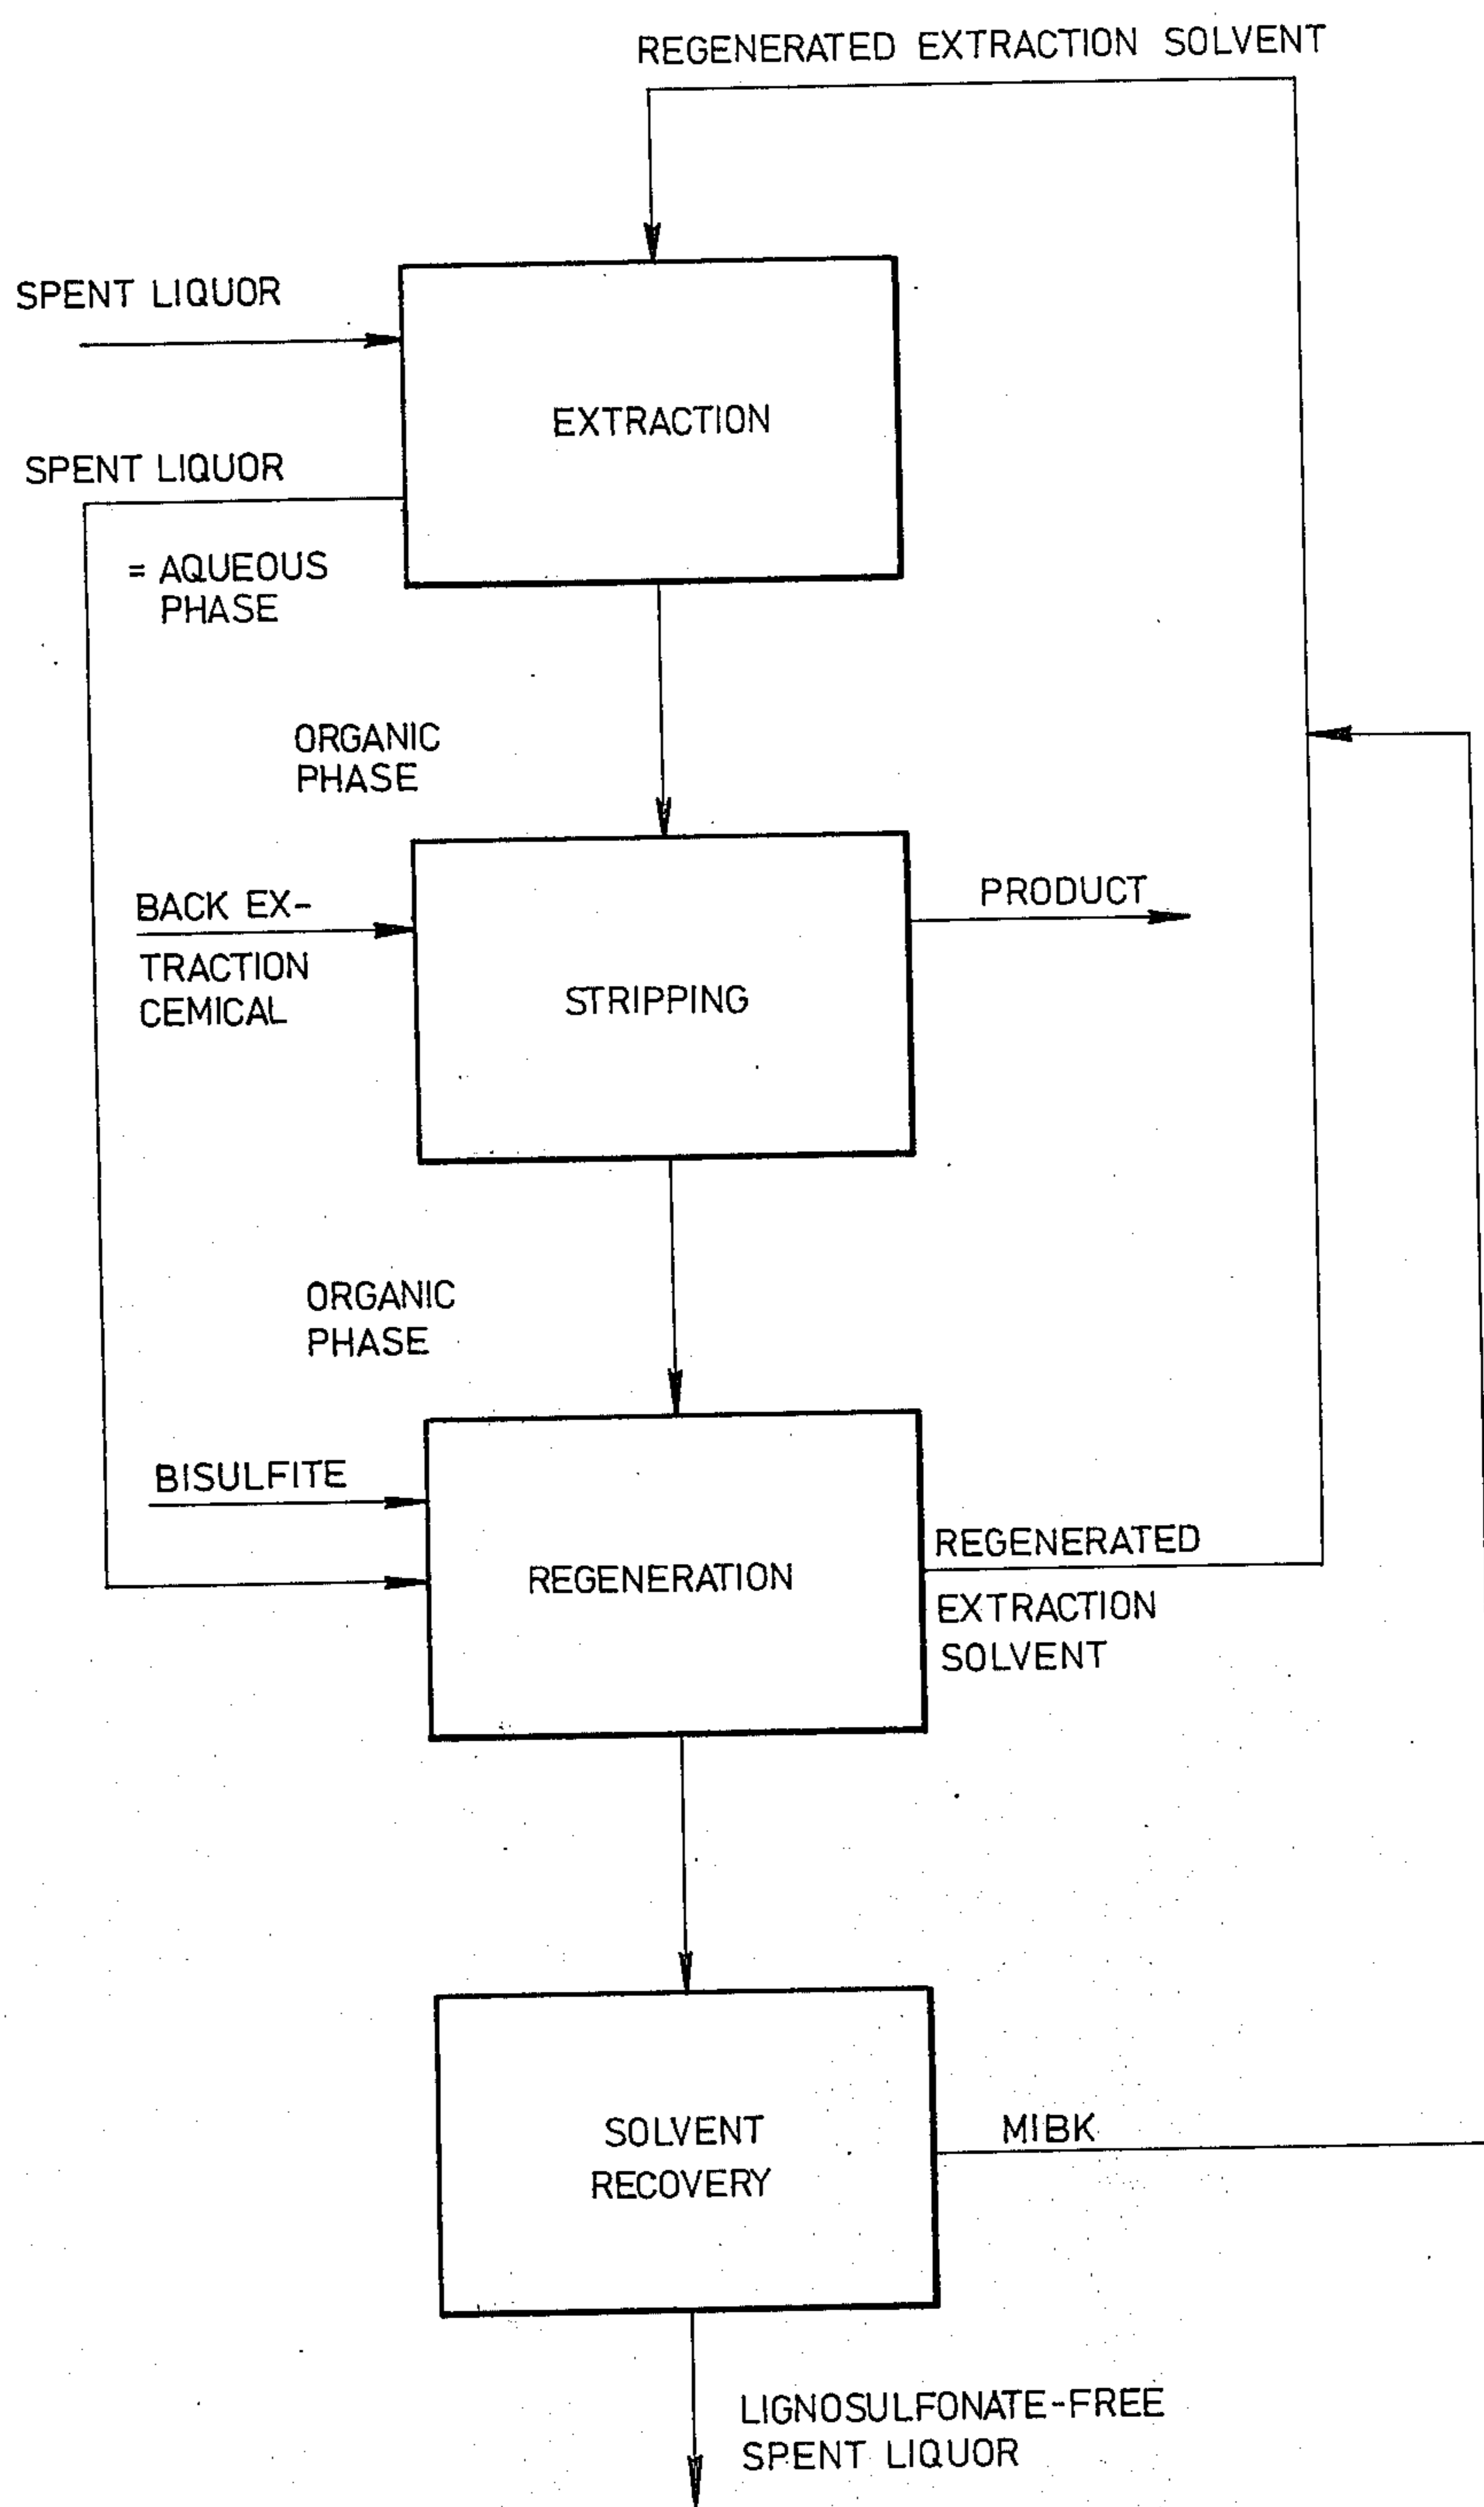 REGENERATED EXTRACTION SOLVENT
SPENT LIQUOR
EXTRACTION
SPENT LIQUOR
= AQUEOUS
PHASE
ORGANIC
PHASE
BACK EX-
TRACTION
CEMICAL
PRODUCT
STRIPPING
ORGANIC
PHASE
BISULFITE
REGENERATION
REGENERATED
EXTRACTION
SOLVENT
SOLVENT
RECOVERY
MIBK
LIGNOSULFONATE-FREE
SPENT LIQUOR